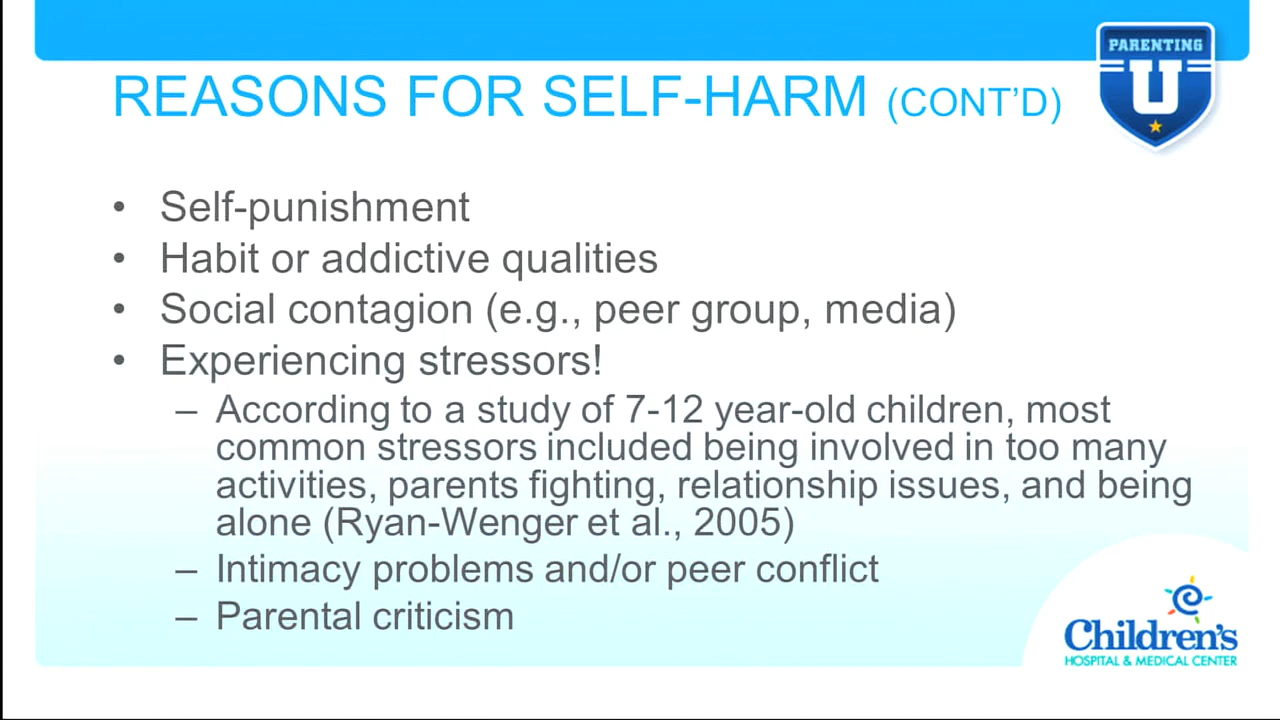 PARENTING
U
REASONS FOR SELF-HARM (CONT'D)
• Self-punishment
• Habit or addictive qualities
• Social contagion (e.g., peer group, media)
• Experiencing stressors!
– According to a study of 7-12 year-old children, most
common stressors included being involved in too many
activities, parents fighting, relationship issues, and being
alone (Ryan-Wenger et al., 2005)
– Intimacy problems and/or peer conflict
– Parental criticism
Children's
HOSPITAL & MEDICAL CENTER